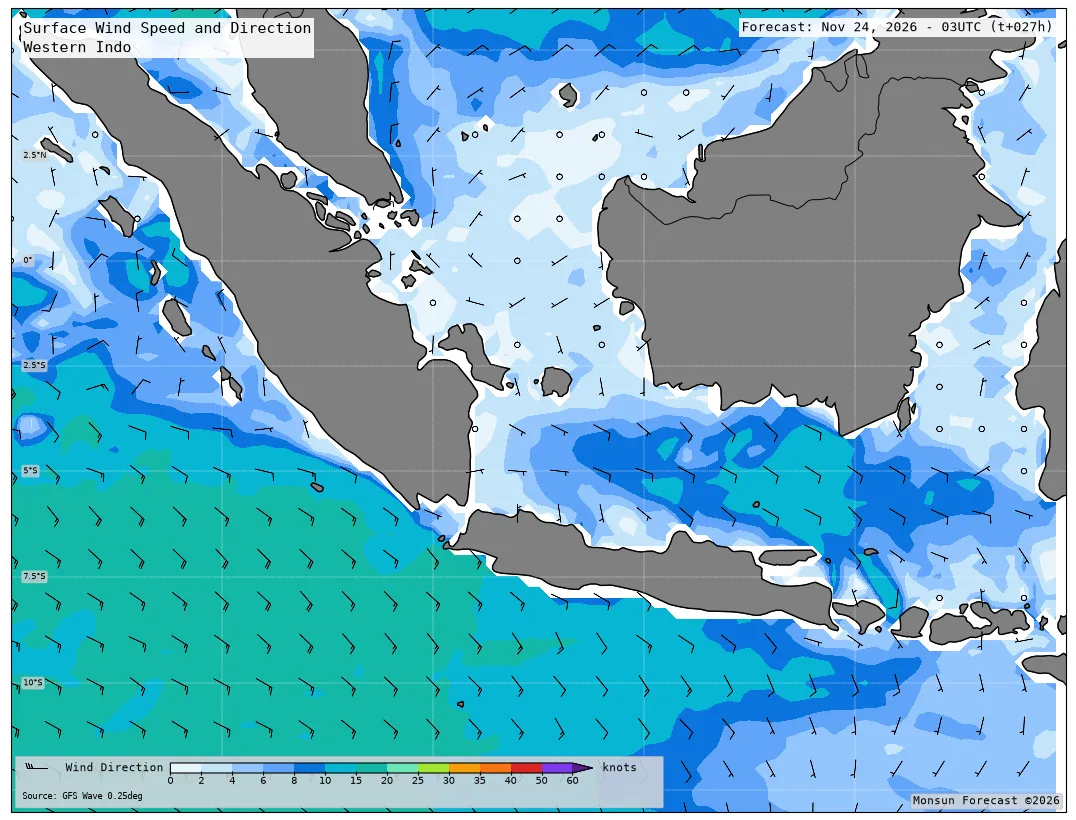 Surface Wind Speed and Direction
Western Indo
Forecast: Nov 24, 2026 - 03UTC (t+027h)
2.5°N
0°
2.5°S
5°S
7.5°S
10°S
Wind Direction
0 2 4 6 8 10 15 20 25 30 35 40 50 60 knots
Source: GFS Wave 0.25deg
Monsun Forecast ©2026